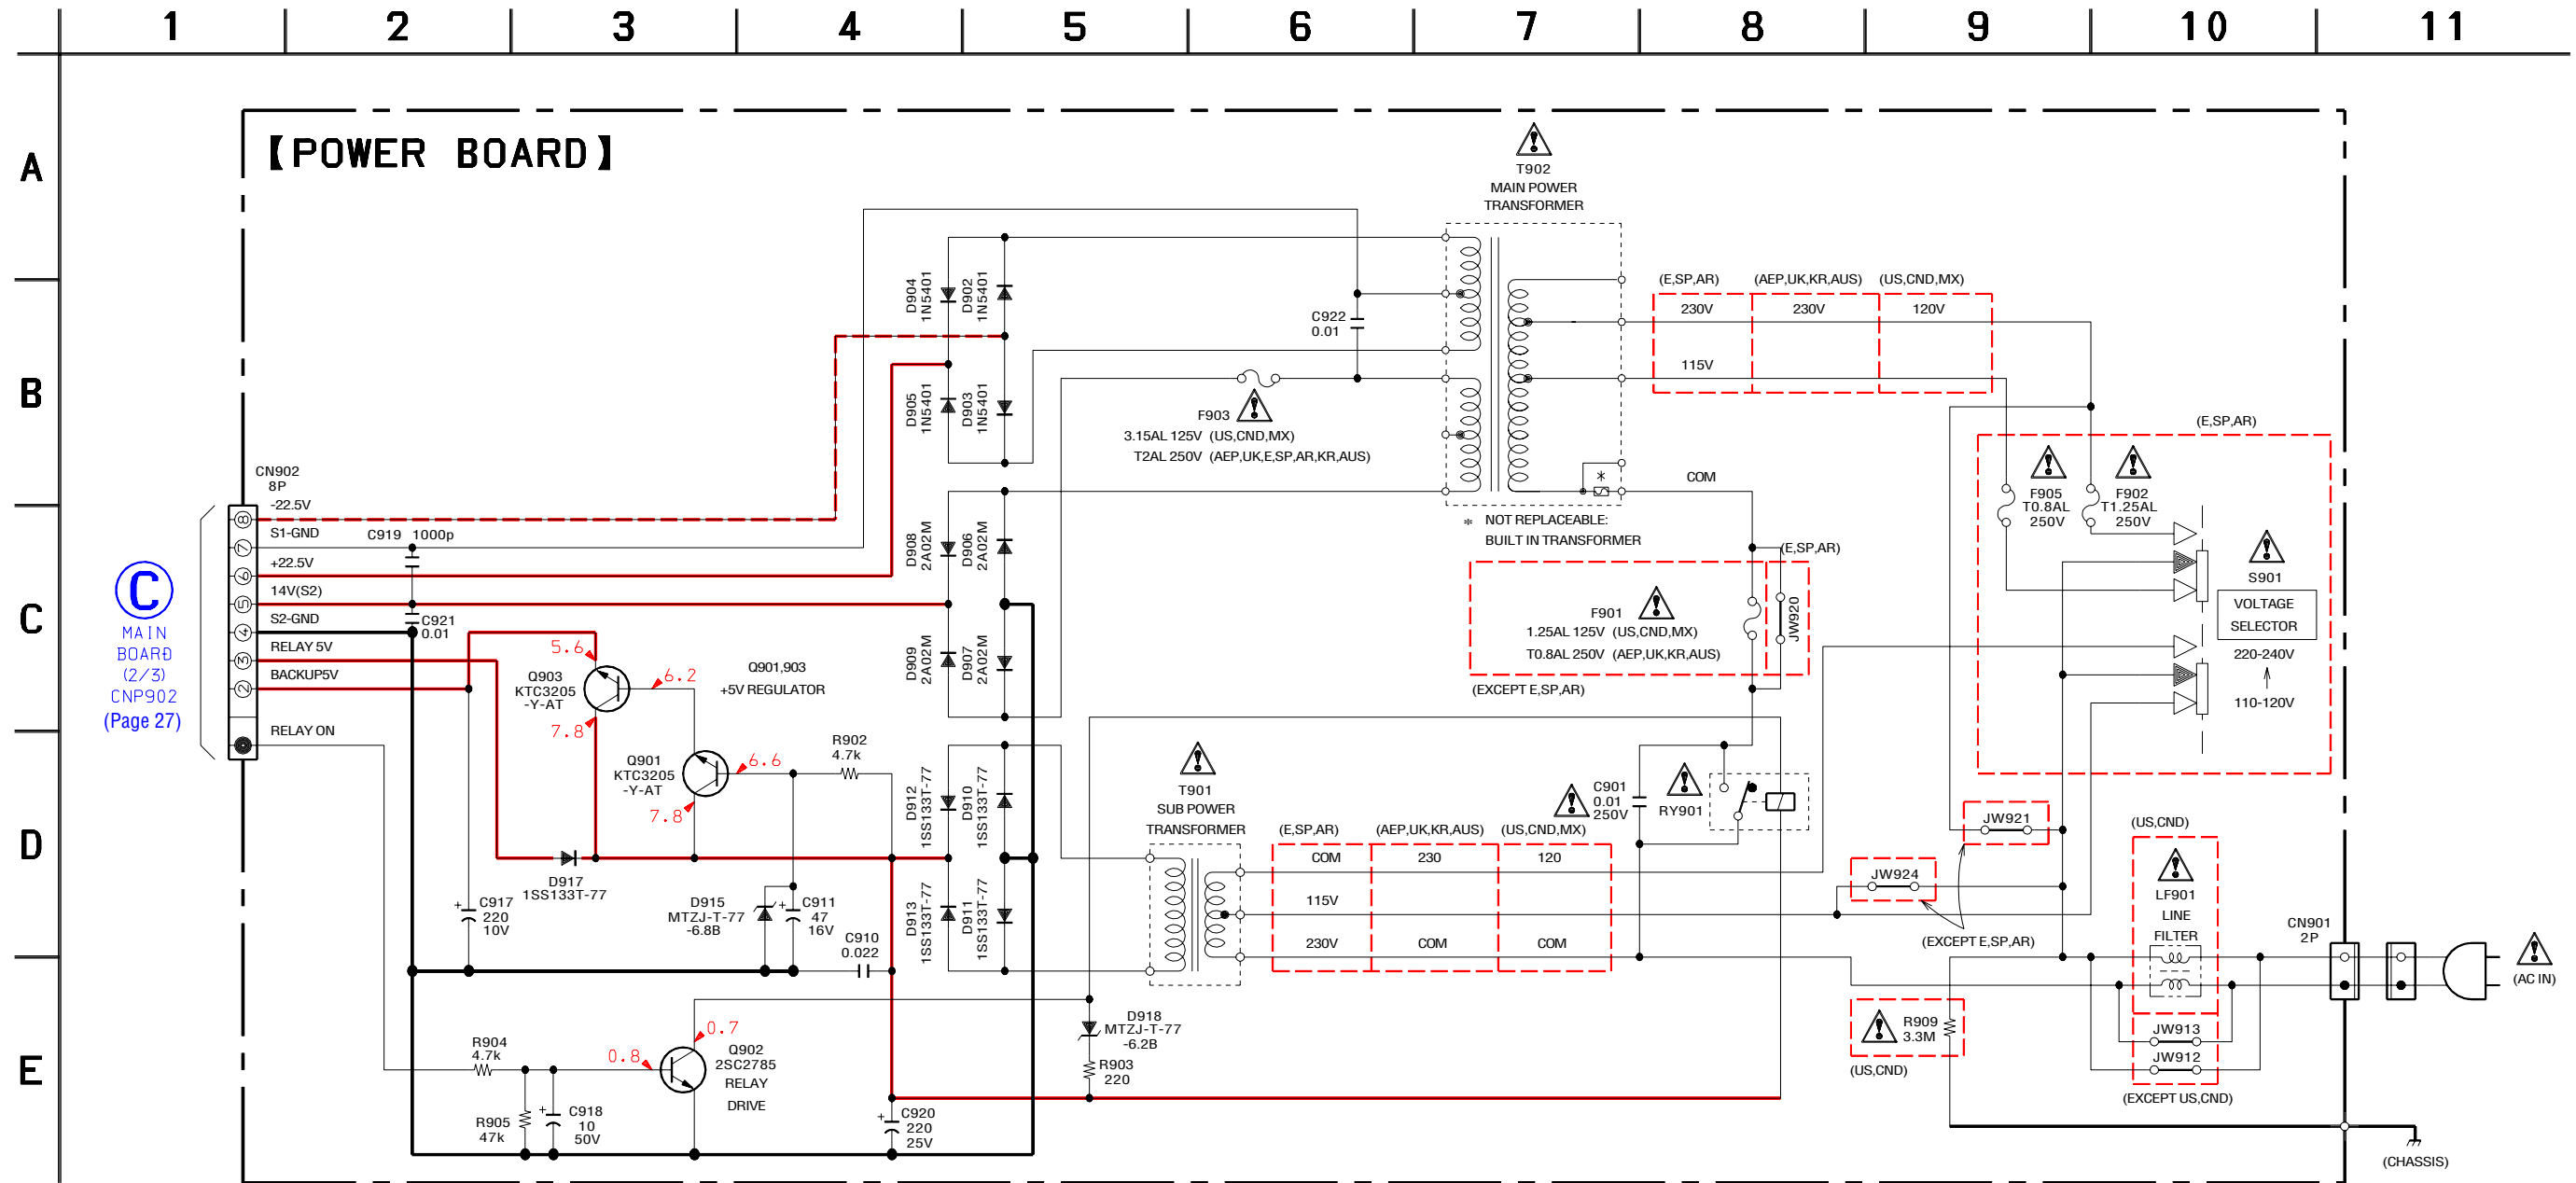 1 2 3 4 5 6 7 8 9 10 11
A
B
C
D
E
【POWER BOARD】
T902
MAIN POWER
TRANSFORMER
D904
1N5401
D902
1N5401
D905
1N5401
D903
1N5401
C922
0.01
F903
3.15AL 125V (US,CND,MX)
T2AL 250V (AEP,UK,E,SP,AR,KR,AUS)
(E,SP,AR) (AEP,UK,KR,AUS) (US,CND,MX)
230V 230V 120V
115V
COM
*
* NOT REPLACEABLE:
BUILT IN TRANSFORMER
(E,SP,AR)
F905
T0.8AL
250V
F902
T1.25AL
250V
S901
VOLTAGE
SELECTOR
220-240V
110-120V
CN902
8P
-22.5V
S1-GND
+22.5V
14V(S2)
S2-GND
RELAY 5V
BACKUP5V
RELAY ON
8
7
6
5
4
3
2
C
MAIN
BOARD
(2/3)
CNP902
(Page 27)
C919 1000p
C921
0.01
D908
2A02M
D906
2A02M
D909
2A02M
D907
2A02M
(E,SP,AR)
F901
1.25AL 125V (US,CND,MX)
T0.8AL 250V (AEP,UK,KR,AUS)
JW920
(EXCEPT E,SP,AR)
5.6
6.2
7.8
Q903
KTC3205
-Y-AT
Q901,903
+5V REGULATOR
Q901
KTC3205
-Y-AT
6.6
7.8
R902
4.7k
D912
1SS133T-77
D910
1SS133T-77
D913
1SS133T-77
D911
1SS133T-77
T901
SUB POWER
TRANSFORMER
(E,SP,AR) (AEP,UK,KR,AUS) (US,CND,MX)
COM 230 120
115V
230V COM COM
C901
0.01
250V
RY901
JW921
JW924
(EXCEPT E,SP,AR)
(US,CND)
LF901
LINE
FILTER
CN901
2P
(AC IN)
D917
1SS133T-77
C917
220
10V
D915
MTZJ-T-77
-6.8B
C911
47
16V
C910
0.022
R904
4.7k
R905
47k
C918
10
50V
0.8
0.7
Q902
2SC2785
RELAY
DRIVE
C920
220
25V
D918
MTZJ-T-77
-6.2B
R903
220
R909
3.3M
(US,CND)
JW913
JW912
(EXCEPT US,CND)
(CHASSIS)